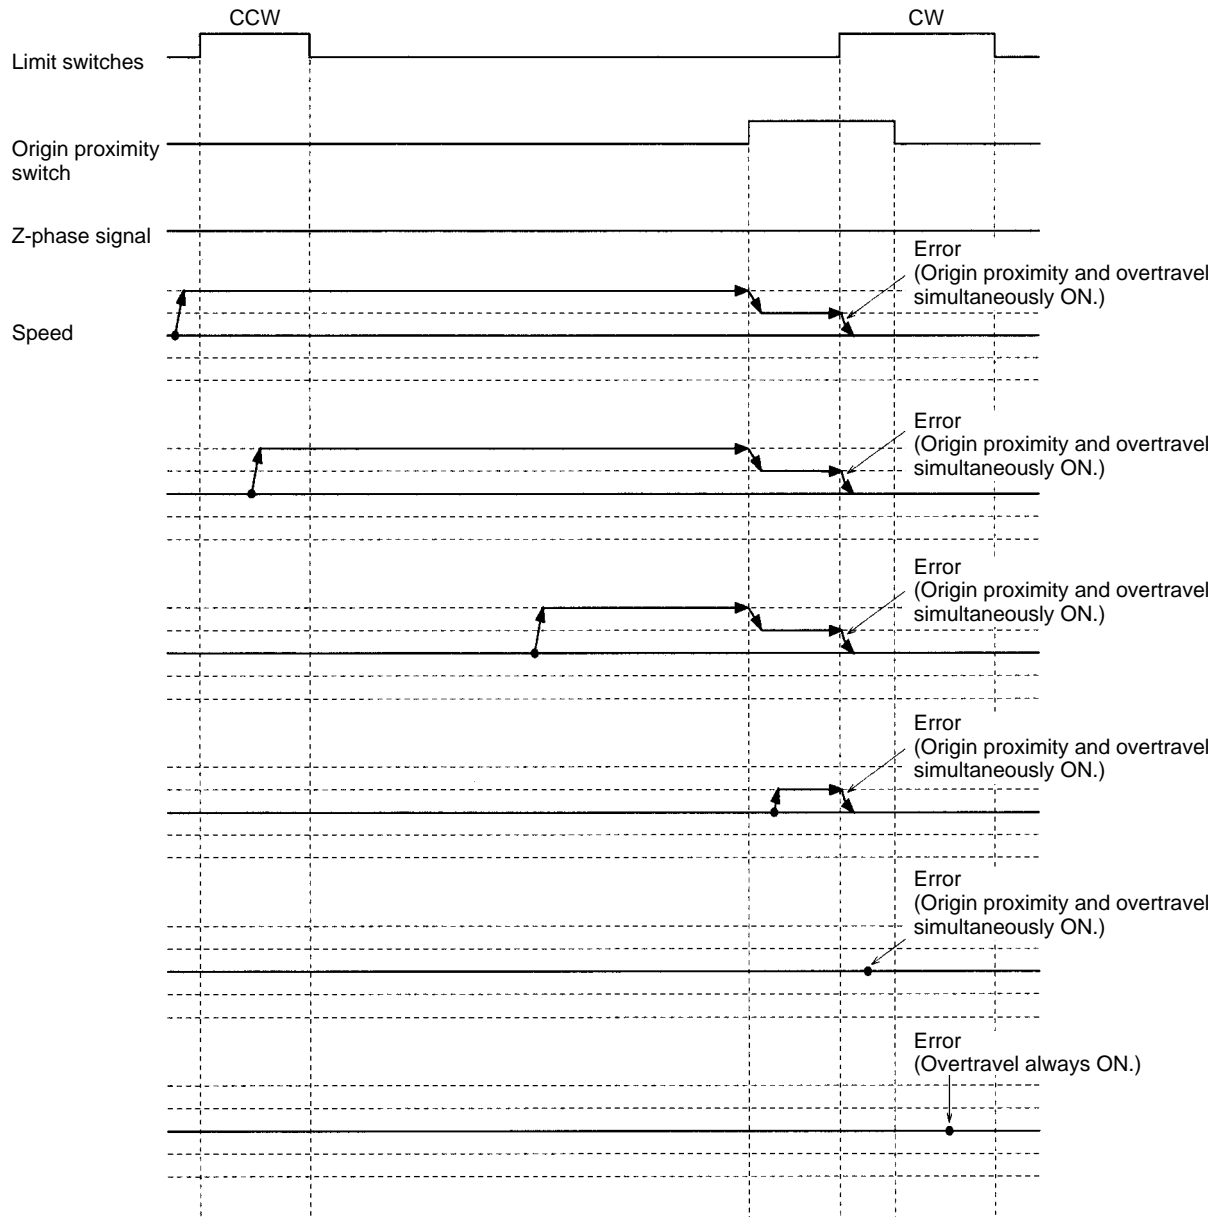 CCW
CW
Limit switches
Origin proximity
switch
Z-phase signal
Error
(Origin proximity and overtravel
simultaneously ON.)
Speed
Error
(Origin proximity and overtravel
simultaneously ON.)
Error
(Origin proximity and overtravel
simultaneously ON.)
Error
(Origin proximity and overtravel
simultaneously ON.)
Error
(Origin proximity and overtravel
simultaneously ON.)
Error
(Overtravel always ON.)